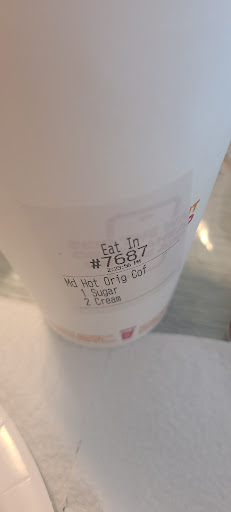 Eat In
#7687
Md Hot Orig Cof
1 Sugar
2 Cream